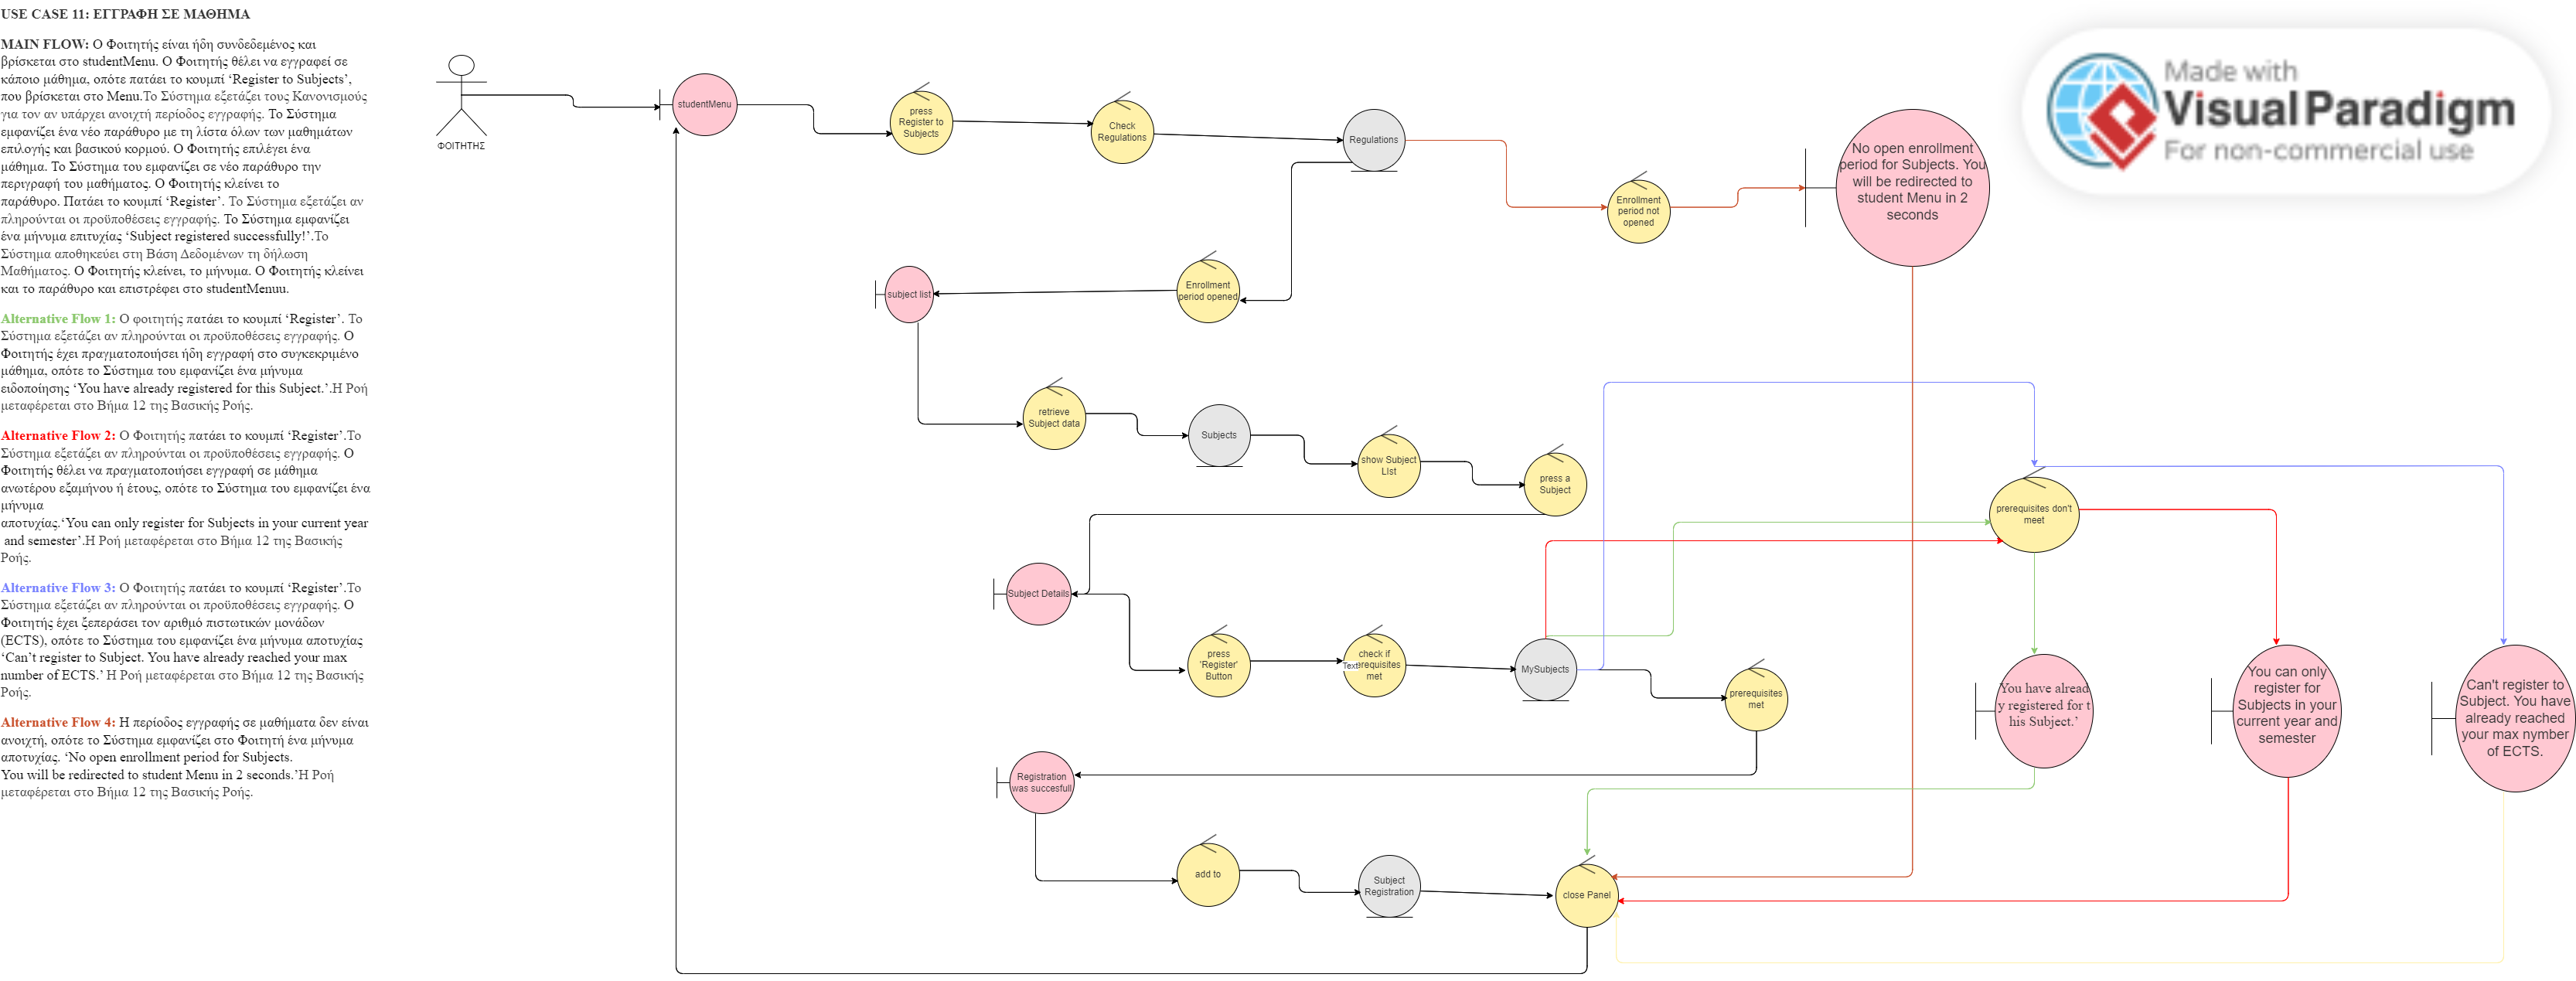 USE CASE 11: ΕΓΓΡΑΦΗ ΣΕ ΜΑΘΗΜΑ
MAIN FLOW: Ο Φοιτητής είναι ήδη συνδεδεμένος και
βρίσκεται στο studentMenu. Ο Φοιτητής θέλει να εγγραφεί σε
κάποιο μάθημα, οπότε πατάει το κουμπί ‘Register to Subjects’,
που βρίσκεται στο Menu.Το Σύστημα εξετάζει τους Κανονισμούς
για τον αν υπάρχει ανοιχτή περίοδος εγγραφής. Το Σύστημα
εμφανίζει ένα νέο παράθυρο με τη λίστα όλων των μαθημάτων
επιλογής και βασικού κορμού. Ο Φοιτητής επιλέγει ένα
μάθημα. Το Σύστημα του εμφανίζει σε νέο παράθυρο την
περιγραφή του μαθήματος. Ο Φοιτητής κλείνει το
παράθυρο. Πατάει το κουμπί ‘Register’. Το Σύστημα εξετάζει αν
πληρούνται οι προϋποθέσεις εγγραφής. Το Σύστημα εμφανίζει
ένα μήνυμα επιτυχίας ‘Subject registered successfully!’.Το
Σύστημα αποθηκεύει στη Βάση Δεδομένων τη δήλωση
Μαθήματος. Ο Φοιτητής κλείνει, το μήνυμα. Ο Φοιτητής κλείνει
και το παράθυρο και επιστρέφει στο studentMenuu.
Alternative Flow 1: Ο φοιτητής πατάει το κουμπί ‘Register’. Το
Σύστημα εξετάζει αν πληρούνται οι προϋποθέσεις εγγραφής. Ο
Φοιτητής έχει πραγματοποιήσει ήδη εγγραφή στο συγκεκριμένο
μάθημα, οπότε το Σύστημα του εμφανίζει ένα μήνυμα
ειδοποίησης ‘You have already registered for this Subject.’.Η Ροή
μεταφέρεται στο Βήμα 12 της Βασικής Ροής.
Alternative Flow 2: Ο Φοιτητής πατάει το κουμπί ‘Register’.Το
Σύστημα εξετάζει αν πληρούνται οι προϋποθέσεις εγγραφής. Ο
Φοιτητής θέλει να πραγματοποιήσει εγγραφή σε μάθημα
ανωτέρου εξαμήνου ή έτους, οπότε το Σύστημα του εμφανίζει ένα
μήνυμα
αποτυχίας.‘You can only register for Subjects in your current year
and semester’.Η Ροή μεταφέρεται στο Βήμα 12 της Βασικής
Ροής.
Alternative Flow 3: Ο Φοιτητής πατάει το κουμπί ‘Register’.Το
Σύστημα εξετάζει αν πληρούνται οι προϋποθέσεις εγγραφής. Ο
Φοιτητής έχει ξεπεράσει τον αριθμό πιστωτικών μονάδων
(ECTS), οπότε το Σύστημα του εμφανίζει ένα μήνυμα αποτυχίας
‘Can’t register to Subject. You have already reached your max
number of ECTS.’ Η Ροή μεταφέρεται στο Βήμα 12 της Βασικής
Ροής.
Alternative Flow 4: Η περίοδος εγγραφής σε μαθήματα δεν είναι
ανοιχτή, οπότε το Σύστημα εμφανίζει στο Φοιτητή ένα μήνυμα
αποτυχίας. ‘No open enrollment period for Subjects.
You will be redirected to student Menu in 2 seconds.’Η Ροή
μεταφέρεται στο Βήμα 12 της Βασικής Ροής.
ΦΟΙΤΗΤΗΣ
studentMenu
press
Register to
Subjects
Check
Regulations
Regulations
Enrollment
period not
opened
No open enrollment
period for Subjects. You
will be redirected to
student Menu in 2
seconds
Made with
Visual Paradigm
For non-commercial use
subject list
Enrollment
period opened
retrieve
Subject data
Subjects
show Subject
LIst
press a
Subject
prerequisites don't
meet
Subject Details
press
'Register'
Button
Text
check if
prerequisites
met
MySubjects
prerequisites
met
You have alread
y registered for t
his Subject.’
You can only
register for
Subjects in your
current year and
semester
Can't register to
Subject. You have
already reached
your max nymber
of ECTS.
Registration
was succesfull
add to
Subject
Registration
close Panel